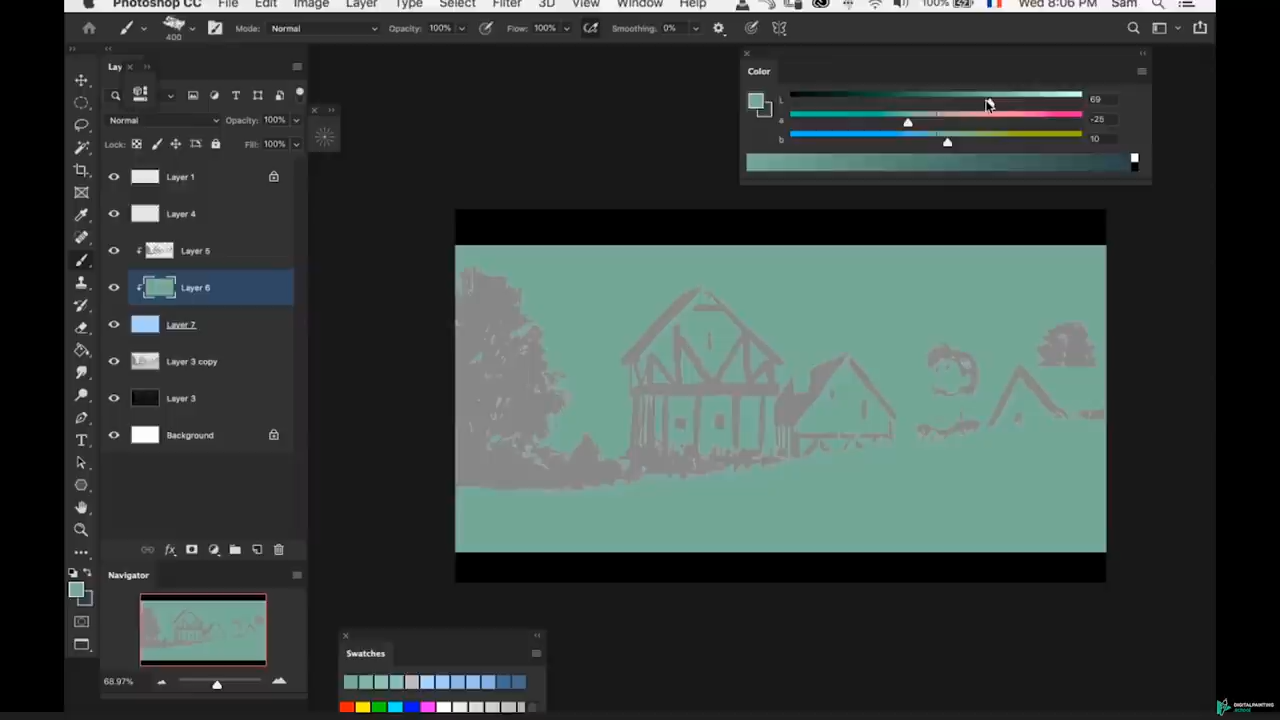 Photoshop CC File Edit Image Layer Type Select Filter 3D View Window Help 100% Wed 8:06 PM Sam
400 Mode: Normal Opacity: 100% Flow: 100% Smoothing: 0%
Lay
Normal Opacity: 100%
Lock: Fill: 100%
Layer 1
Layer 4
Layer 5
Layer 6
Layer 7
Layer 3 copy
Layer 3
Background
Navigator
68.97%
Color
L 69
a -25
b 10
Swatches
DIGITALPAINTING
.SCHOOL